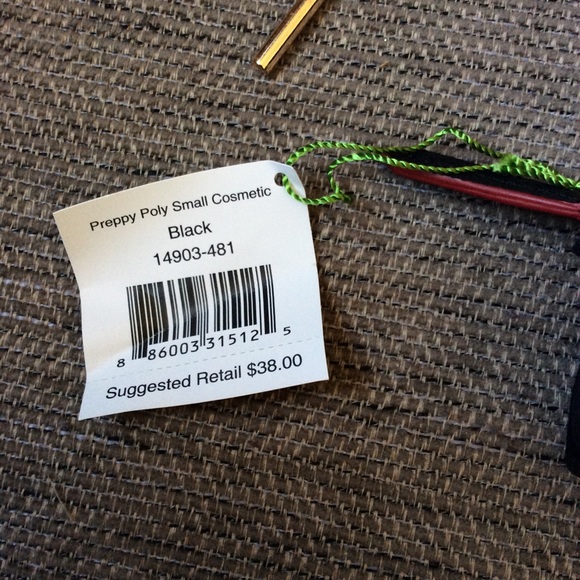 Preppy Poly Small Cosmetic
Black
14903-481
8 86003 31512 5
Suggested Retail $38.00